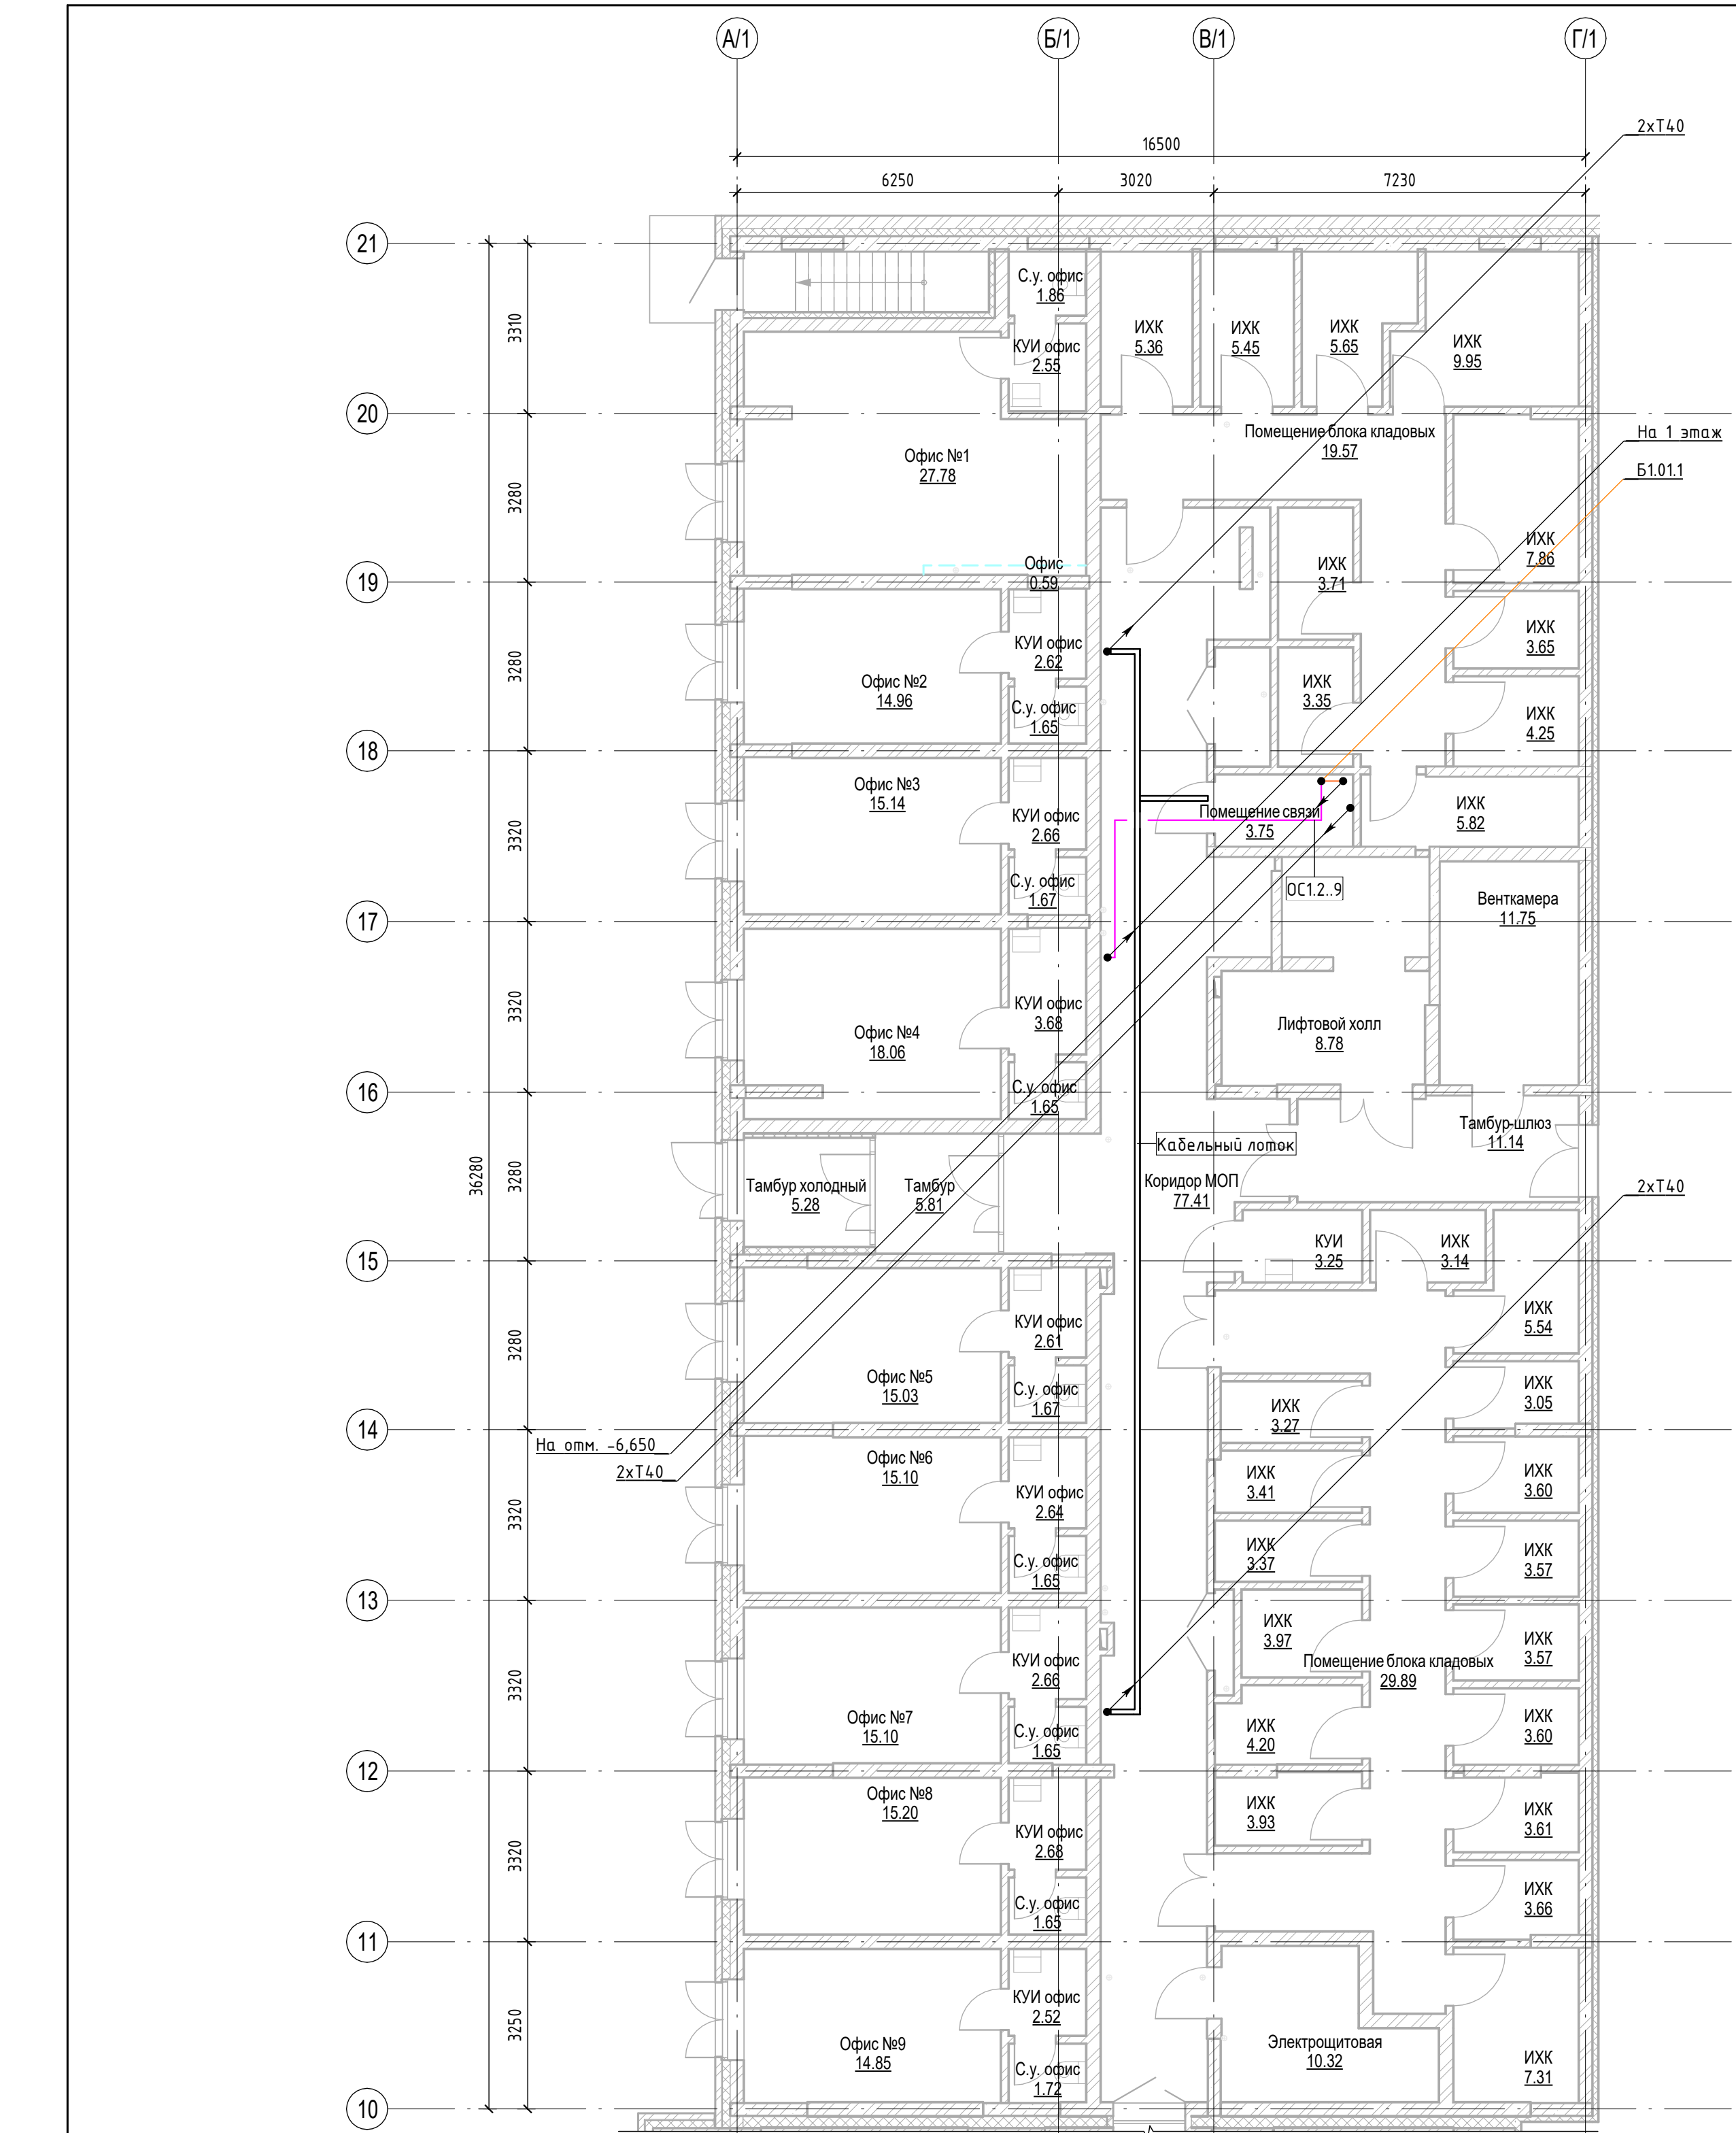 А/1
Б/1
В/1
Г/1
2хТ40
16500
6250
3020
7230
21
3310
С.у. офис
1.86
КУИ офис
2.55
ИХК
5.36
ИХК
5.45
ИХК
5.65
ИХК
9.95
20
Помещение блока кладовых
19.57
На 1 этаж
Б1.01.1
Офис №1
27.78
3280
ИХК
7.86
Офис
0.59
ИХК
3.71
19
3280
КУИ офис
2.62
ИХК
3.65
Офис №2
14.96
ИХК
3.35
С.у. офис
1.65
ИХК
4.25
18
Офис №3
15.14
3320
КУИ офис
2.66
Помещение связи
3.75
ИХК
5.82
С.у. офис
1.67
ОС1.2..9
Венткамера
11.75
17
3320
КУИ офис
3.68
Офис №4
18.06
Лифтовой холл
8.78
16
С.у. офис
1.65
Тамбур-шлюз
11.14
Кабельный лоток
36280
3280
Тамбур холодный
5.28
Тамбур
5.81
Коридор МОП
77.41
2хТ40
15
КУИ
3.25
ИХК
3.14
3280
КУИ офис
2.61
ИХК
5.54
Офис №5
15.03
С.у. офис
1.67
ИХК
3.05
ИХК
3.27
14
На отм. -6,650
2хТ40
Офис №6
15.10
3320
КУИ офис
2.64
ИХК
3.41
ИХК
3.60
С.у. офис
1.65
ИХК
3.37
ИХК
3.57
13
3320
КУИ офис
2.66
ИХК
3.97
ИХК
3.57
Помещение блока кладовых
29.89
Офис №7
15.10
С.у. офис
1.65
ИХК
4.20
ИХК
3.60
12
Офис №8
15.20
3320
КУИ офис
2.68
ИХК
3.93
ИХК
3.61
С.у. офис
1.65
ИХК
3.66
11
3250
КУИ офис
2.52
Офис №9
14.85
Электрощитовая
10.32
С.у. офис
1.72
ИХК
7.31
10